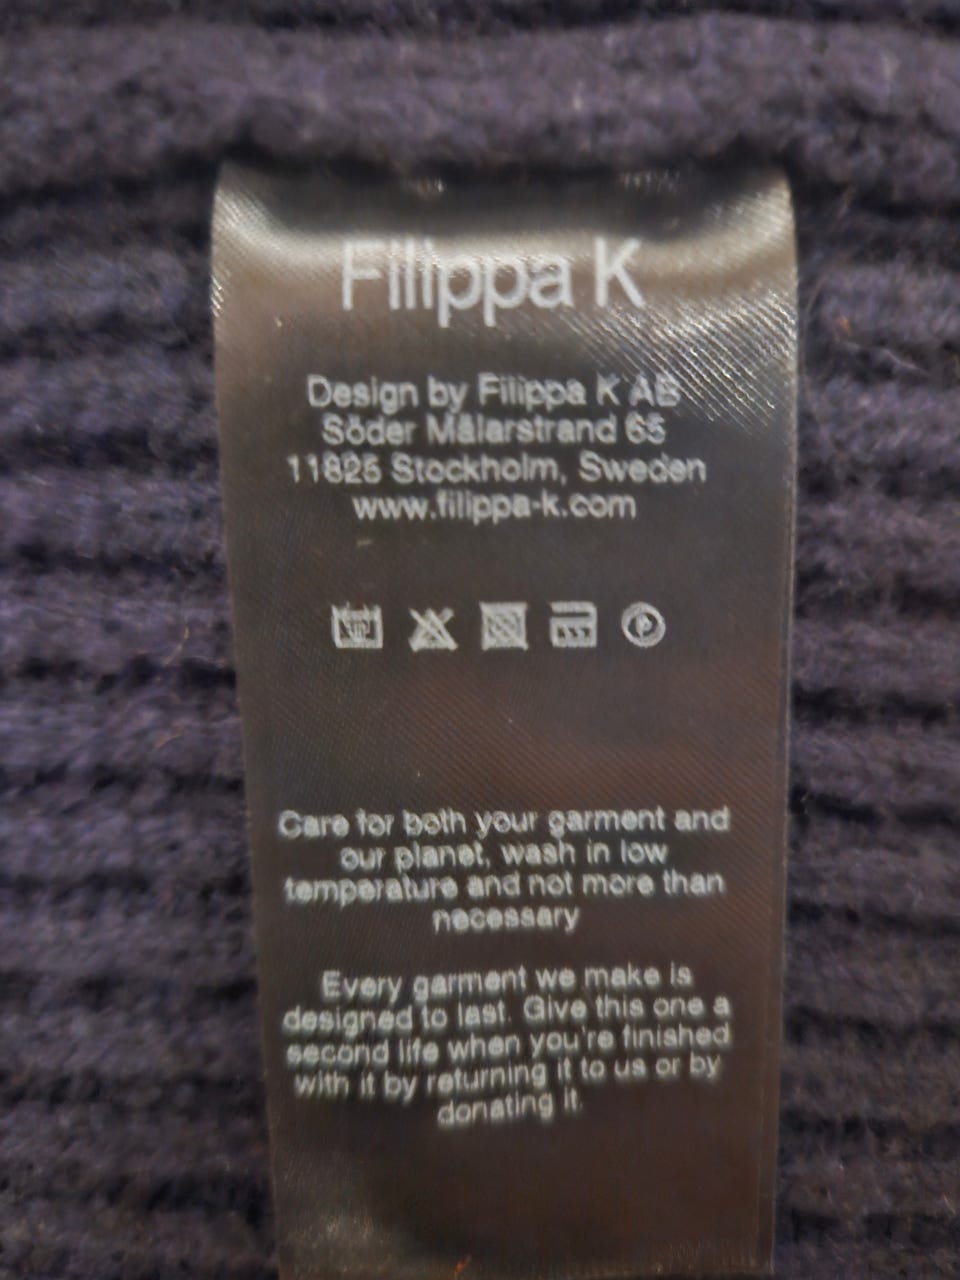 Filippa K
Design by Filippa K AB
Söder Mälarstrand 65
11825 Stockholm, Sweden
www.filippa-k.com
P
Care for both your garment and
our planet, wash in low
temperature and not more than
necessary
Every garment we make is
designed to last. Give this one a
second life when you're finished
with it by returning it to us or by
donating it.